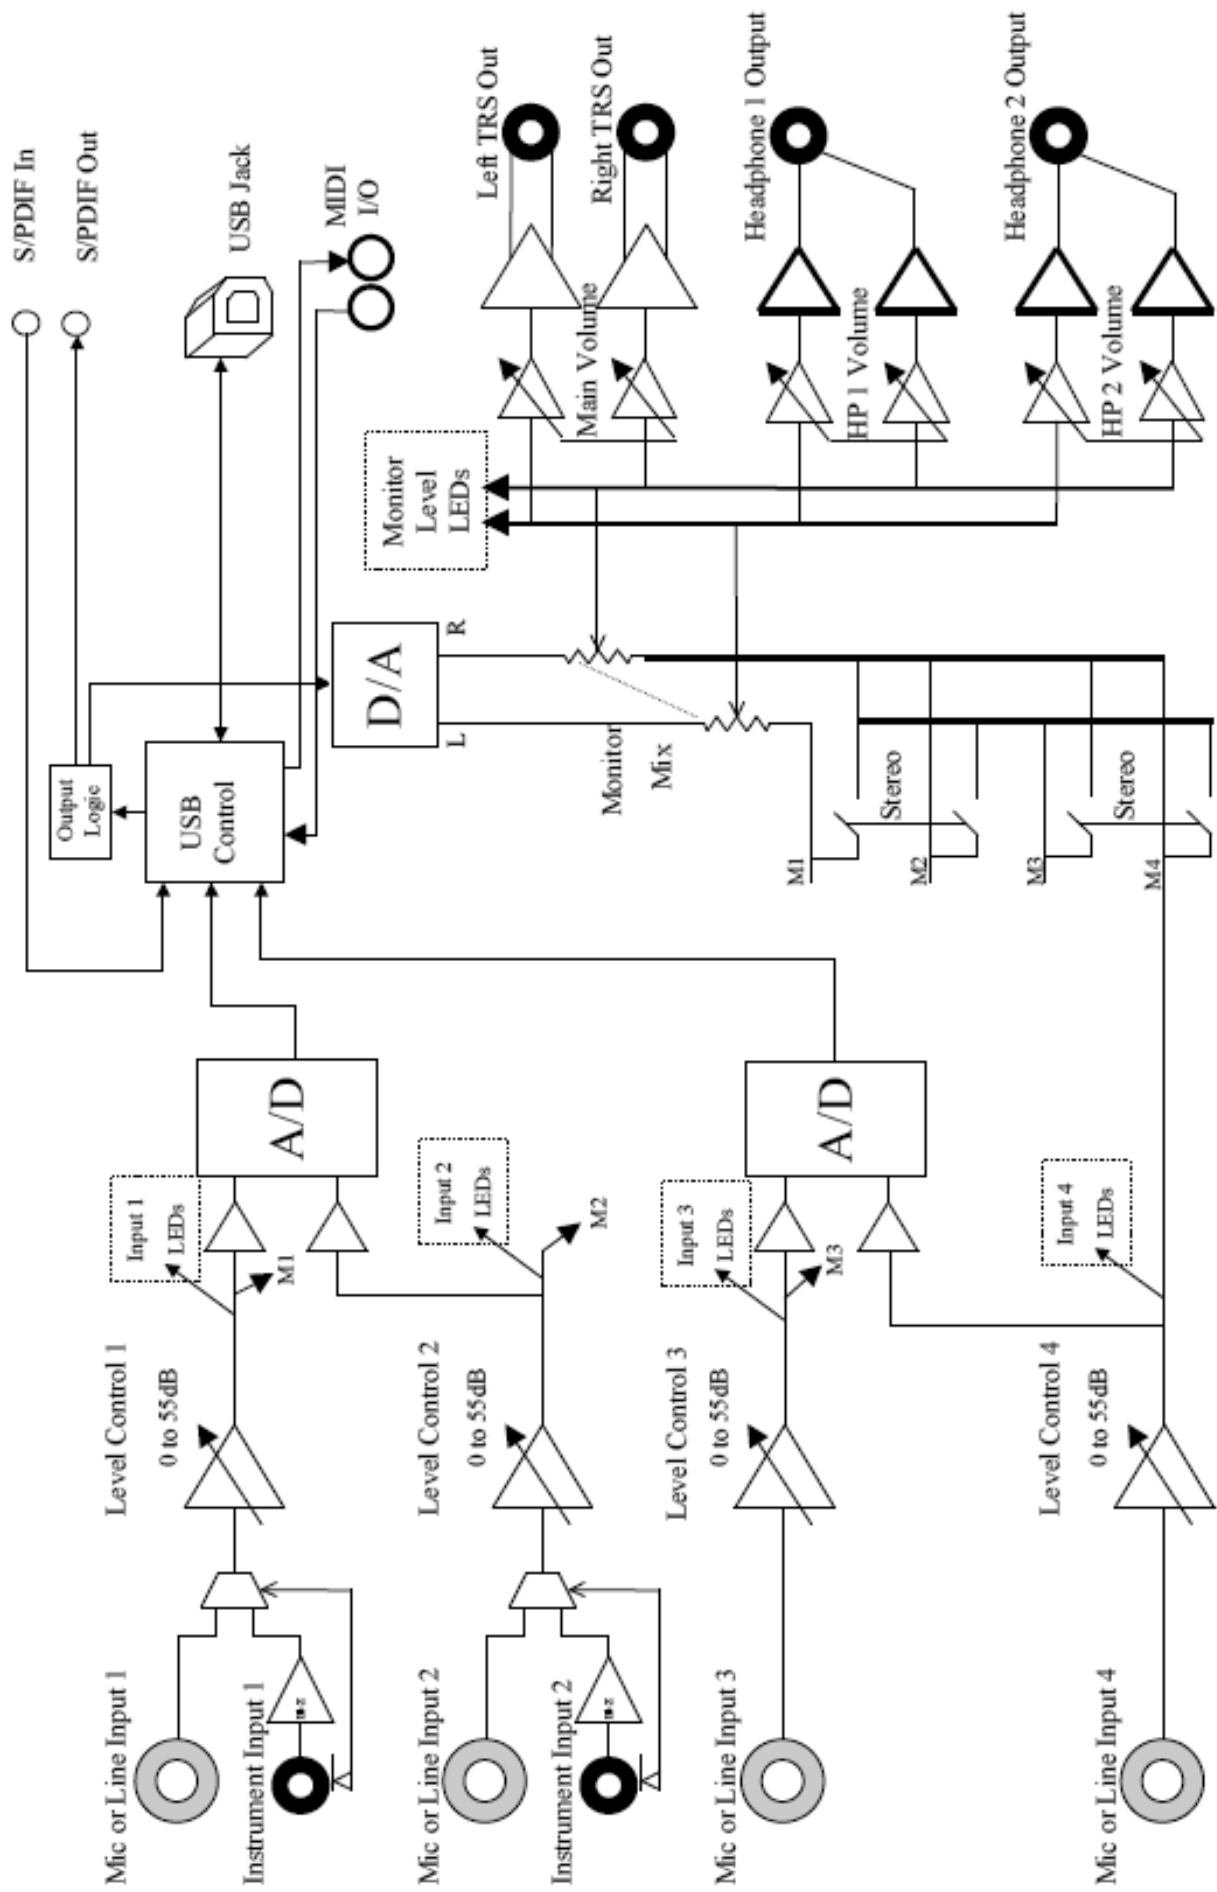 S/PDIF In
S/PDIF Out
USB Jack
MIDI
I/O
Left TRS Out
Right TRS Out
Headphone 1 Output
Headphone 2 Output
Main Volume
HP 1 Volume
HP 2 Volume
Monitor
Level
LEDs
Output
Logic
USB
Control
D/A
L
R
Monitor
Mix
Stereo
Stereo
M1
M2
M3
M4
A/D
A/D
Input 1
LEDs
M1
Input 2
LEDs
M2
Input 3
LEDs
M3
Input 4
LEDs
Level Control 1
0 to 55dB
Level Control 2
0 to 55dB
Level Control 3
0 to 55dB
Level Control 4
0 to 55dB
Mic or Line Input 1
Instrument Input 1
Mic or Line Input 2
Instrument Input 2
Mic or Line Input 3
Mic or Line Input 4